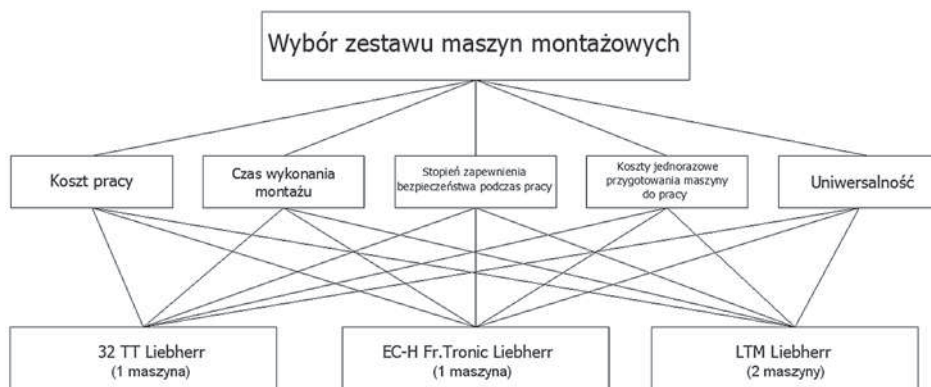 Wybór zestawu maszyn montażowych
Koszt pracy
Czas wykonania
montażu
Stopień zapewnienia
bezpieczeństwa podczas pracy
Koszty jednorazowe
przygotowania maszyny
do pracy
Uniwersalność
32 TT Liebherr
(1 maszyna)
EC-H Fr.Tronic Liebherr
(1 maszyna)
LTM Liebherr
(2 maszyny)